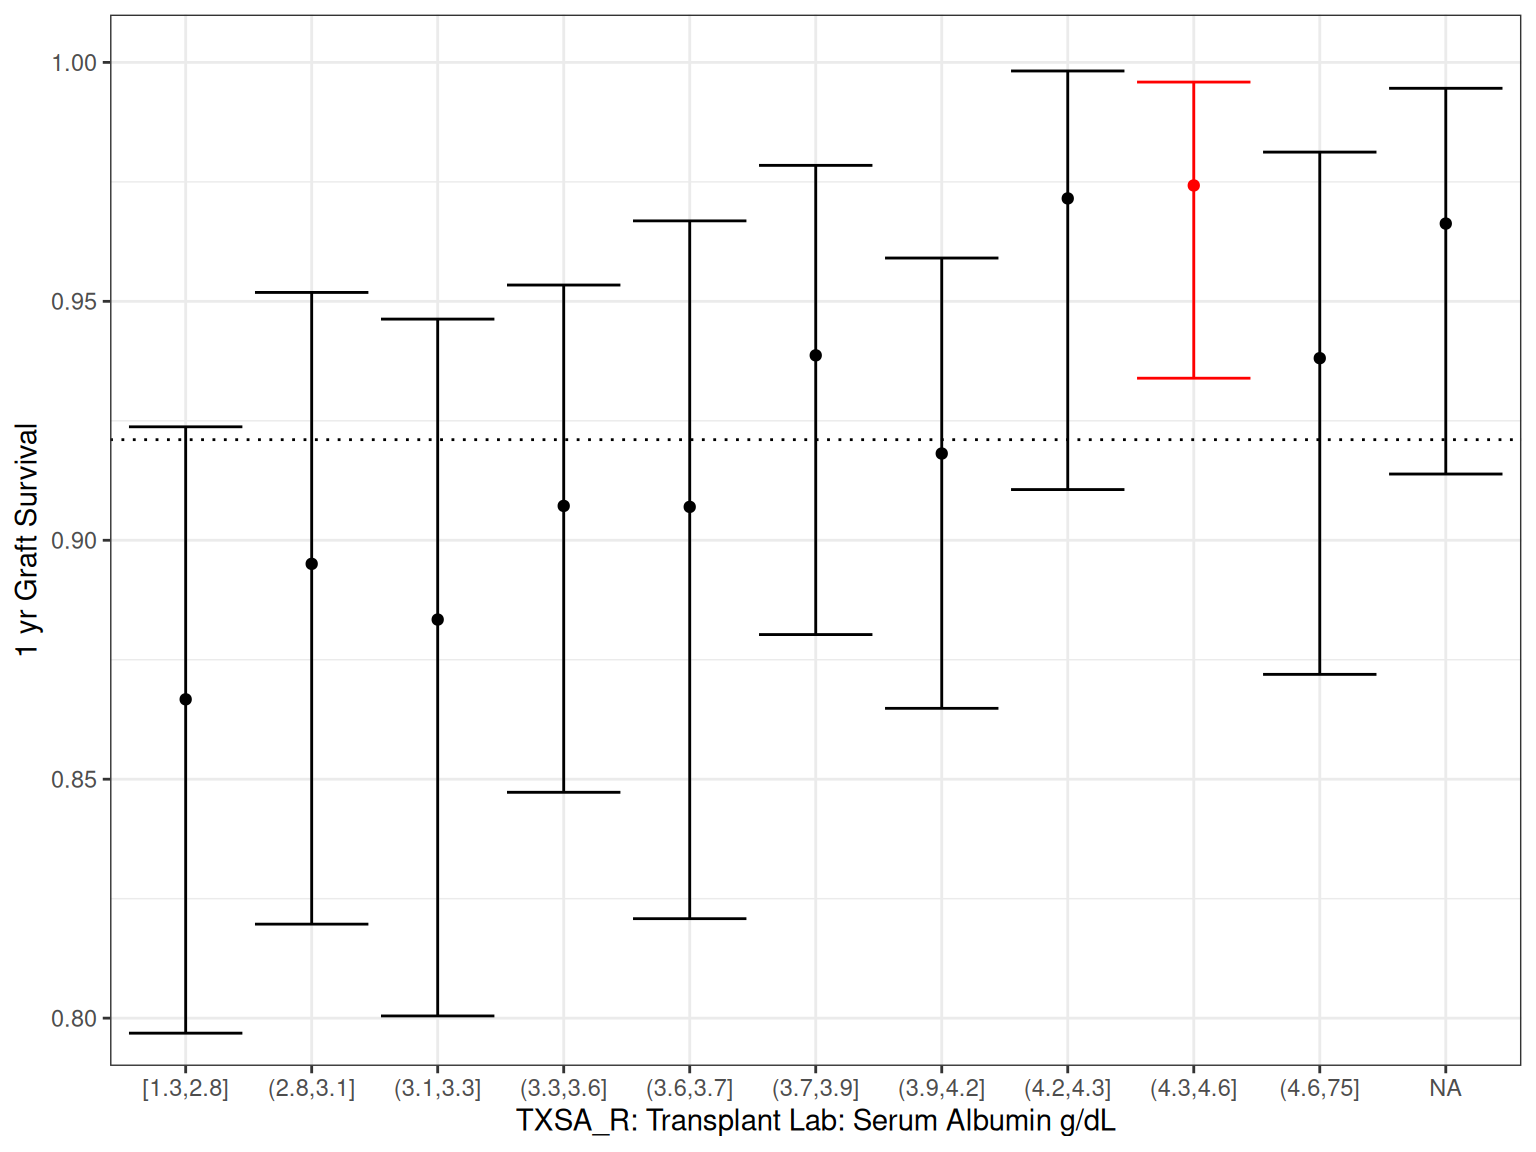 1.00
0.95
0.90
0.85
0.80
1 yr Graft Survival
[1.3,2.8] (2.8,3.1] (3.1,3.3] (3.3,3.6] (3.6,3.7] (3.7,3.9] (3.9,4.2] (4.2,4.3] (4.3,4.6] (4.6,75] NA
TXSA_R: Transplant Lab: Serum Albumin g/dL